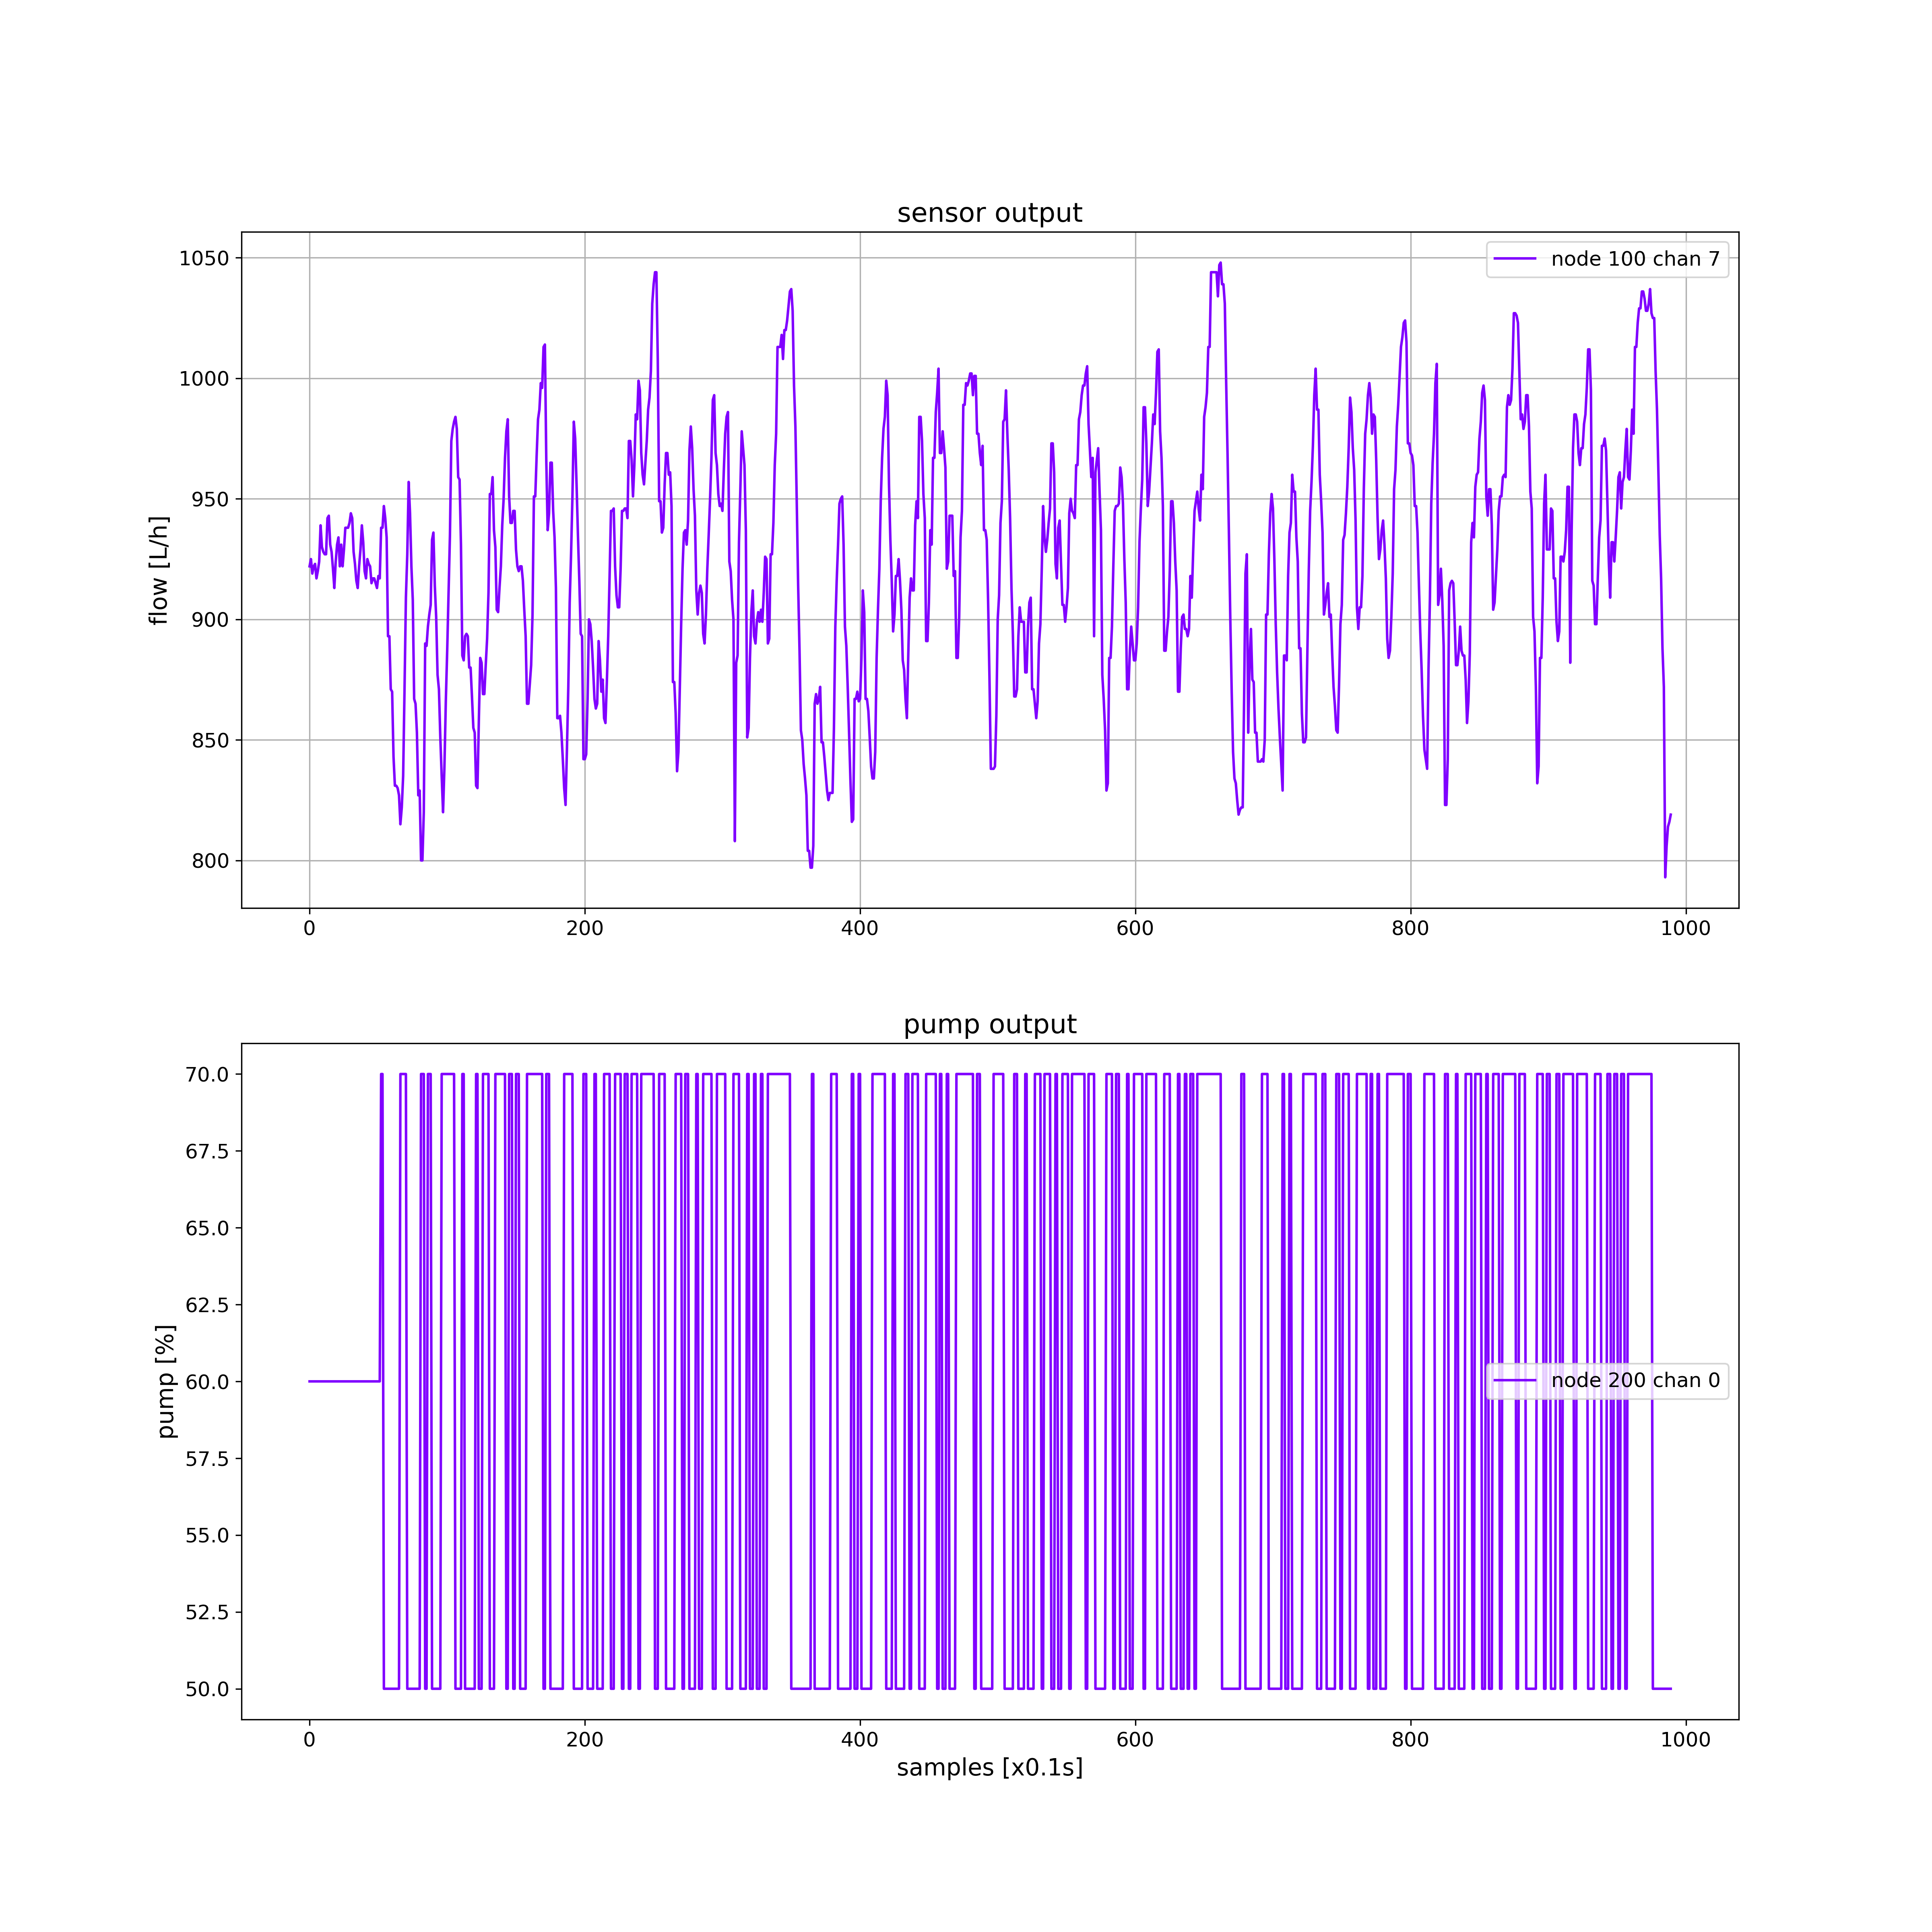 sensor output
node 100 chan 7
flow [L/h]
1050
1000
950
900
850
800
0 200 400 600 800 1000
pump output
node 200 chan 0
pump [%]
70.0
67.5
65.0
62.5
60.0
57.5
55.0
52.5
50.0
0 200 400 600 800 1000
samples [x0.1s]